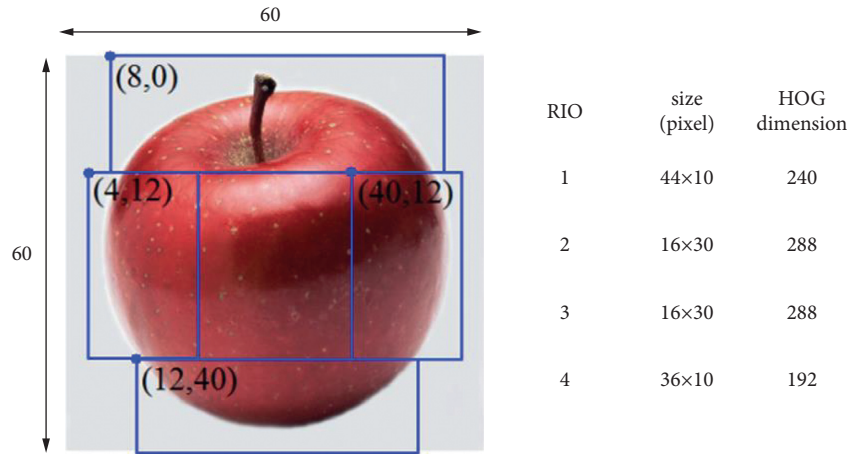 60
60
(8,0)
(4,12)
(40,12)
(12,40)
RIO size (pixel) HOG dimension
1 44×10 240
2 16×30 288
3 16×30 288
4 36×10 192